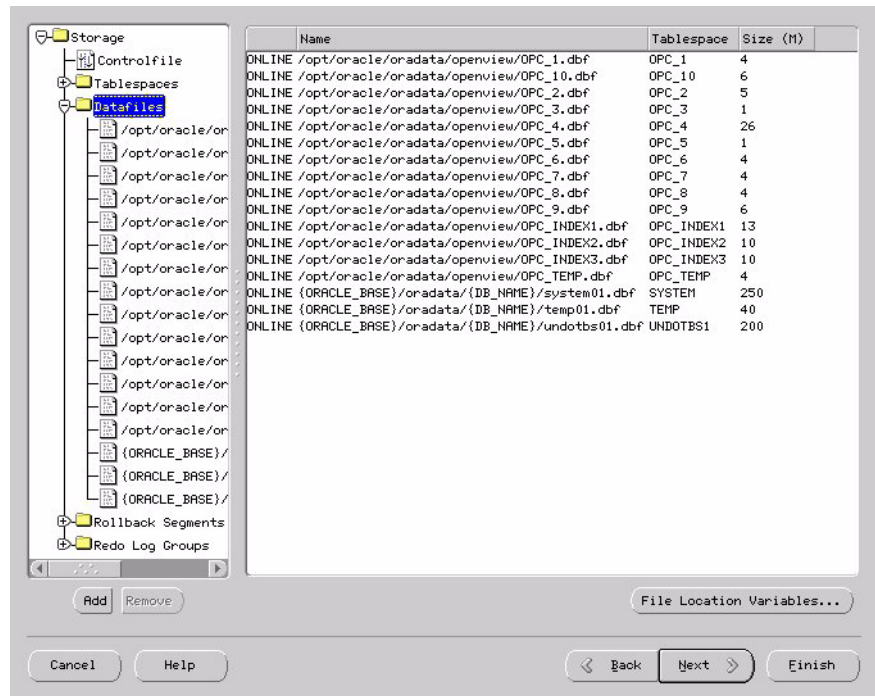 Storage
Controlfile
Tablespaces
Datafiles
/opt/oracle/or
/opt/oracle/or
/opt/oracle/or
/opt/oracle/or
/opt/oracle/or
/opt/oracle/or
/opt/oracle/or
/opt/oracle/or
/opt/oracle/or
/opt/oracle/or
/opt/oracle/or
/opt/oracle/or
/opt/oracle/or
/opt/oracle/or
{ORACLE_BASE}/
{ORACLE_BASE}/
{ORACLE_BASE}/
Rollback Segments
Redo Log Groups
Name Tablespace Size (M)
ONLINE /opt/oracle/oradata/openview/OPC_1.dbf OPC_1 4
ONLINE /opt/oracle/oradata/openview/OPC_10.dbf OPC_10 6
ONLINE /opt/oracle/oradata/openview/OPC_2.dbf OPC_2 5
ONLINE /opt/oracle/oradata/openview/OPC_3.dbf OPC_3 1
ONLINE /opt/oracle/oradata/openview/OPC_4.dbf OPC_4 26
ONLINE /opt/oracle/oradata/openview/OPC_5.dbf OPC_5 1
ONLINE /opt/oracle/oradata/openview/OPC_6.dbf OPC_6 4
ONLINE /opt/oracle/oradata/openview/OPC_7.dbf OPC_7 4
ONLINE /opt/oracle/oradata/openview/OPC_8.dbf OPC_8 4
ONLINE /opt/oracle/oradata/openview/OPC_9.dbf OPC_9 6
ONLINE /opt/oracle/oradata/openview/OPC_INDEX1.dbf OPC_INDEX1 13
ONLINE /opt/oracle/oradata/openview/OPC_INDEX2.dbf OPC_INDEX2 10
ONLINE /opt/oracle/oradata/openview/OPC_INDEX3.dbf OPC_INDEX3 10
ONLINE /opt/oracle/oradata/openview/OPC_TEMP.dbf OPC_TEMP 4
ONLINE {ORACLE_BASE}/oradata/{DB_NAME}/system01.dbf SYSTEM 250
ONLINE {ORACLE_BASE}/oradata/{DB_NAME}/temp01.dbf TEMP 40
ONLINE {ORACLE_BASE}/oradata/{DB_NAME}/undotbs01.dbf UNDOTBS1 200
Add Remove File Location Variables...
Cancel Help Back Next Finish